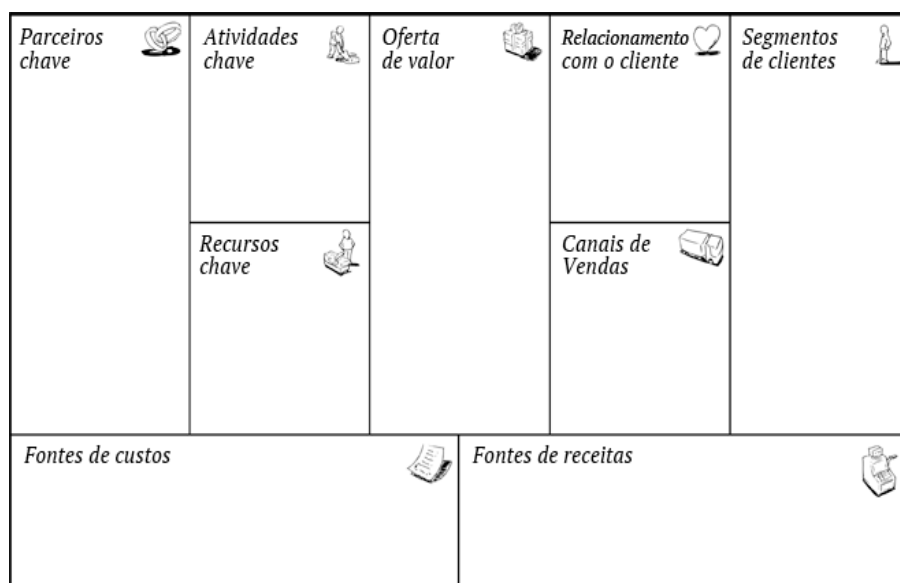 Parceiros
chave
Atividades
chave
Oferta
de valor
Relacionamento
com o cliente
Segmentos
de clientes
Recursos
chave
Canais de
Vendas
Fontes de custos
Fontes de receitas